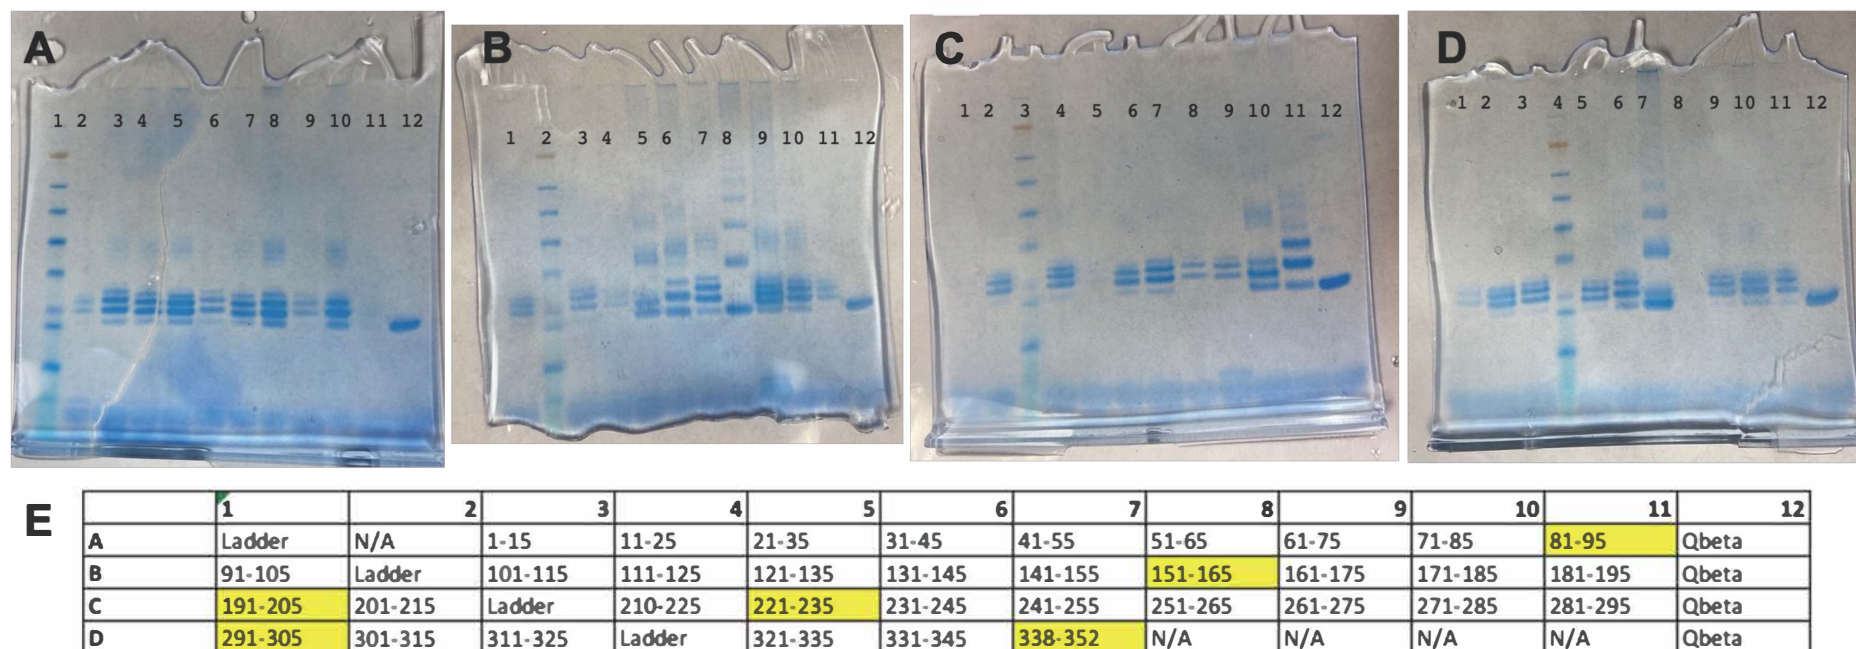 A B C D
1 2 3 4 5 6 7 8 9 10 11 12
1 2 3 4 5 6 7 8 9 10 11 12
1 2 3 4 5 6 7 8 9 10 11 12
1 2 3 4 5 6 7 8 9 10 11 12
E
1 2 3 4 5 6 7 8 9 10 11 12
A Ladder N/A 1-15 11-25 21-35 31-45 41-55 51-65 61-75 71-85 81-95 Qbeta
B 91-105 Ladder 101-115 111-125 121-135 131-145 141-155 151-165 161-175 171-185 181-195 Qbeta
C 191-205 201-215 Ladder 210-225 221-235 231-245 241-255 251-265 261-275 271-285 281-295 Qbeta
D 291-305 301-315 311-325 Ladder 321-335 331-345 338-352 N/A N/A N/A N/A Qbeta